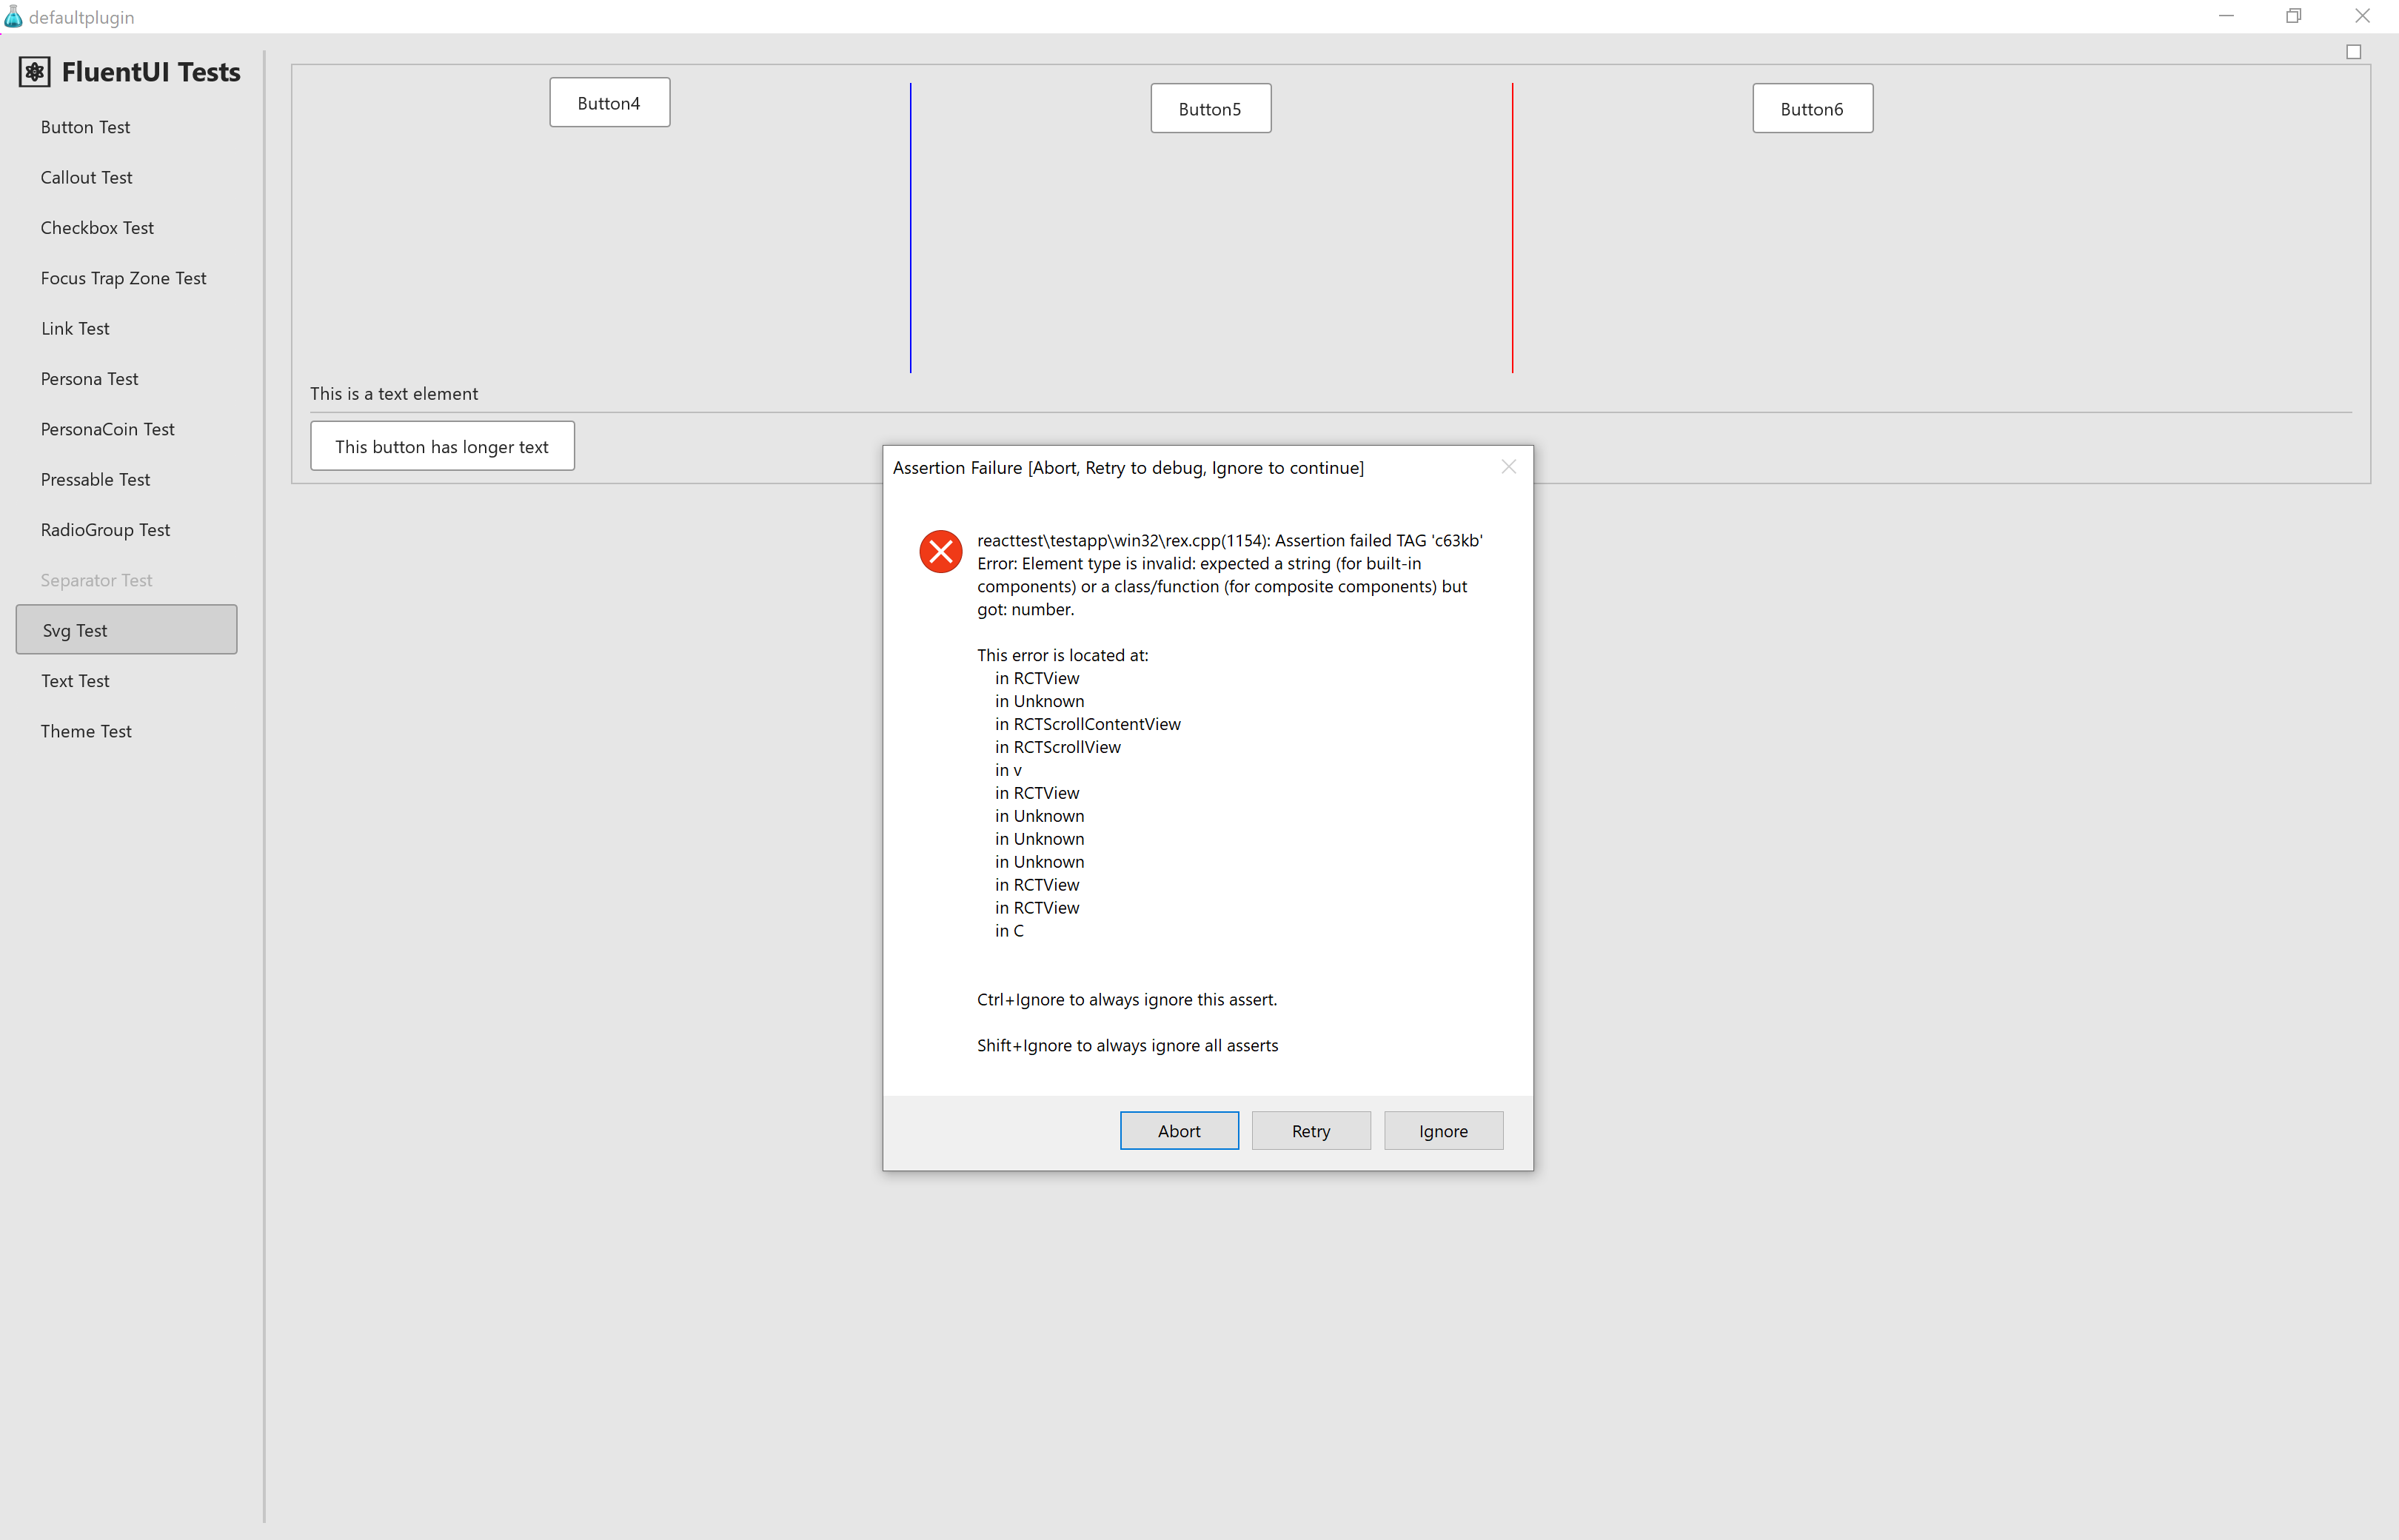 defaultplugin
FluentUI Tests
Button Test
Callout Test
Checkbox Test
Focus Trap Zone Test
Link Test
Persona Test
PersonaCoin Test
Pressable Test
RadioGroup Test
Separator Test
Svg Test
Text Test
Theme Test
Button4
Button5
Button6
This is a text element
This button has longer text
Assertion Failure [Abort, Retry to debug, Ignore to continue]
reacttest\testapp\win32\rex.cpp(1154): Assertion failed TAG 'c63kb'
Error: Element type is invalid: expected a string (for built-in
components) or a class/function (for composite components) but
got: number.
This error is located at:
in RCTView
in Unknown
in RCTScrollContentView
in RCTScrollView
in v
in RCTView
in Unknown
in Unknown
in Unknown
in RCTView
in RCTView
in C
Ctrl+Ignore to always ignore this assert.
Shift+Ignore to always ignore all asserts
Abort
Retry
Ignore